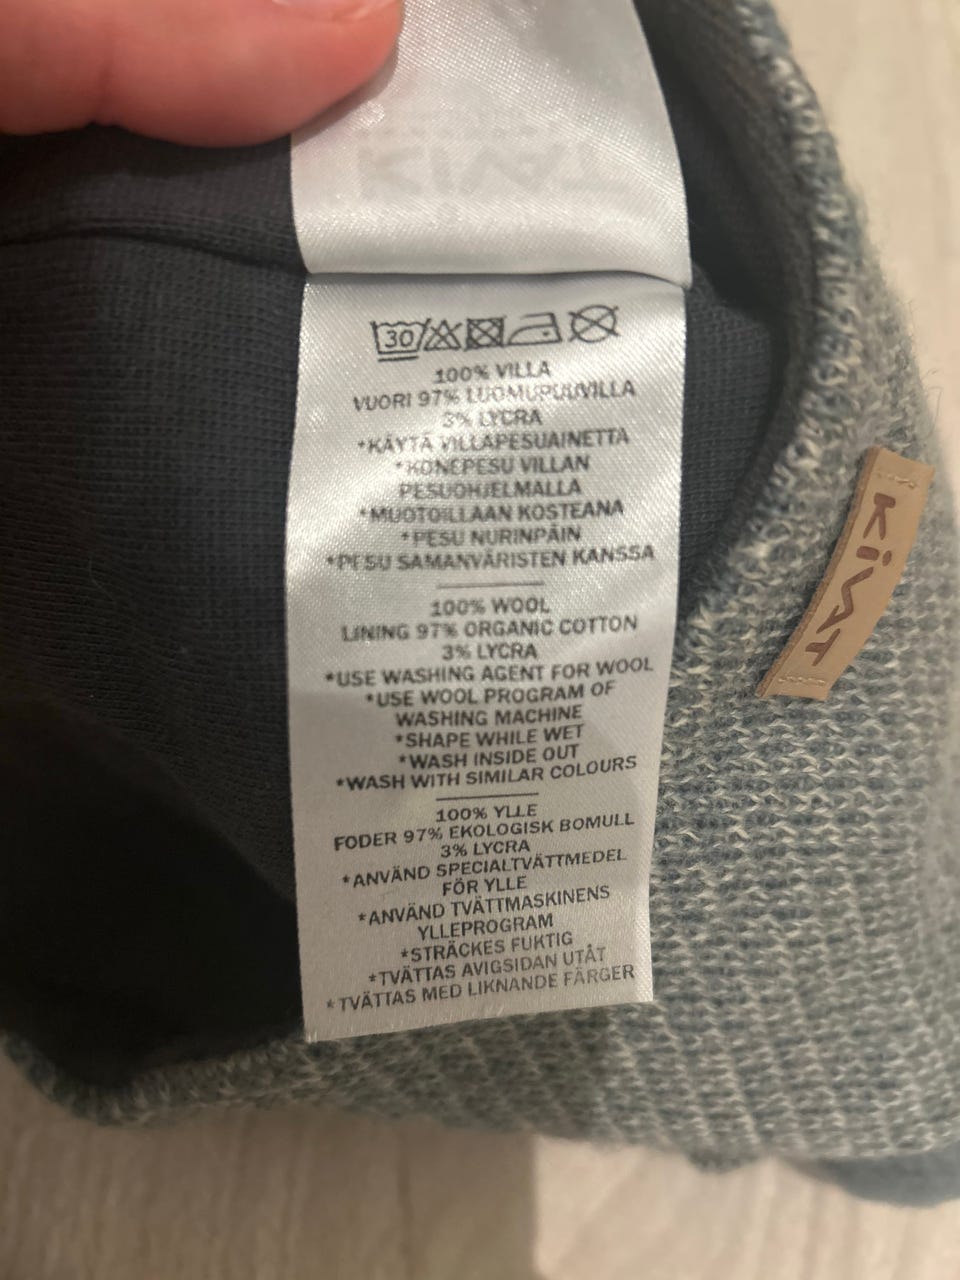 30
100% VILLA
VUORI 97% LUOMUPUUVILLA
3% LYCRA
*KÄYTÄ VILLAPESUAINETTA
*KONEPESU VILLAN
PESUOHJELMALLA
*MUOTOILLAAN KOSTEANA
*PESU NURINPÄIN
*PESU SAMANVÄRISTEN KANSSA
100% WOOL
LINING 97% ORGANIC COTTON
3% LYCRA
*USE WASHING AGENT FOR WOOL
*USE WOOL PROGRAM OF
WASHING MACHINE
*SHAPE WHILE WET
*WASH INSIDE OUT
*WASH WITH SIMILAR COLOURS
100% YLLE
FODER 97% EKOLOGISK BOMULL
3% LYCRA
*ANVÄND SPECIALTVÄTTMEDEL
FÖR YLLE
*ANVÄND TVÄTTMASKINENS
YLLEPROGRAM
*STRÄCKES FUKTIG
*TVÄTTAS AVIGSIDAN UTÅT
*TVÄTTAS MED LIKNANDE FÄRGER
KIVAT